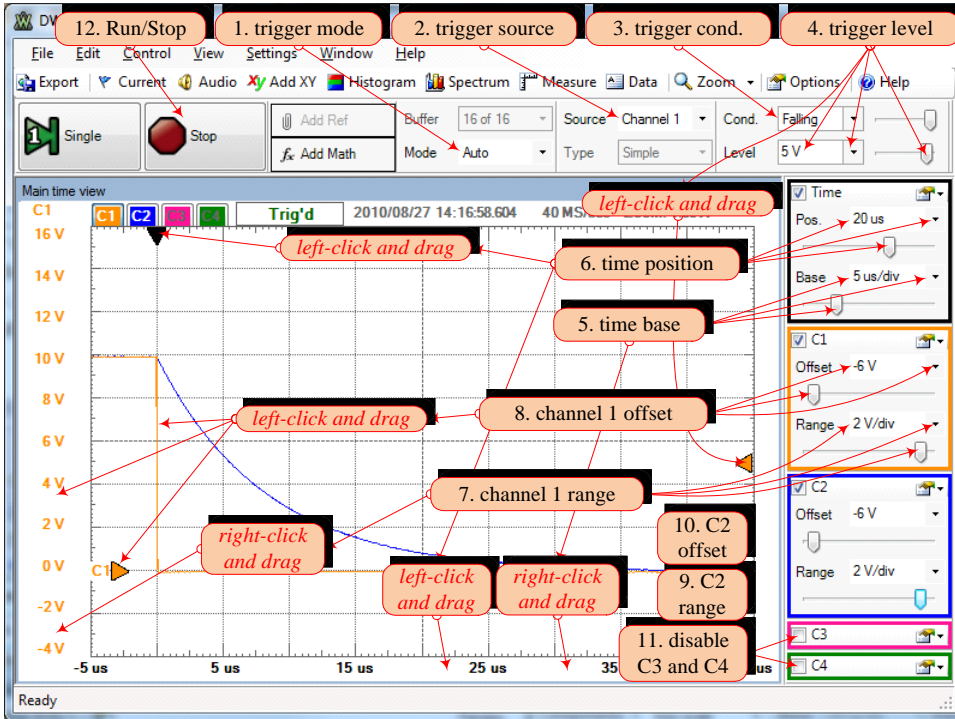 DW
12. Run/Stop
1. trigger mode
2. trigger source
3. trigger cond.
4. trigger level
File Edit Control View Settings Window Help
Export Current Audio XY Add XY Histogram Spectrum Measure Data Zoom Options Help
1 Single
Stop
Add Ref
fx Add Math
Buffer 16 of 16
Mode Auto
Source Channel 1
Type Simple
Cond. Falling
Level 5 V
Main time view
C1
C1 C2 C3 C4
Trig'd
2010/08/27 14:16:58.604
40 MS/
left-click and drag
left-click and drag
6. time position
5. time base
8. channel 1 offset
left-click and drag
7. channel 1 range
right-click
and drag
left-click
and drag
right-click
and drag
10. C2
offset
9. C2
range
11. disable
C3 and C4
16 V
14 V
12 V
10 V
8 V
6 V
4 V
2 V
0 V
-2 V
-4 V
C1
-5 us
5 us
15 us
25 us
35
us
Time
Pos. 20 us
Base 5 us/div
C1
Offset -6 V
Range 2 V/div
C2
Offset -6 V
Range 2 V/div
C3
C4
Ready